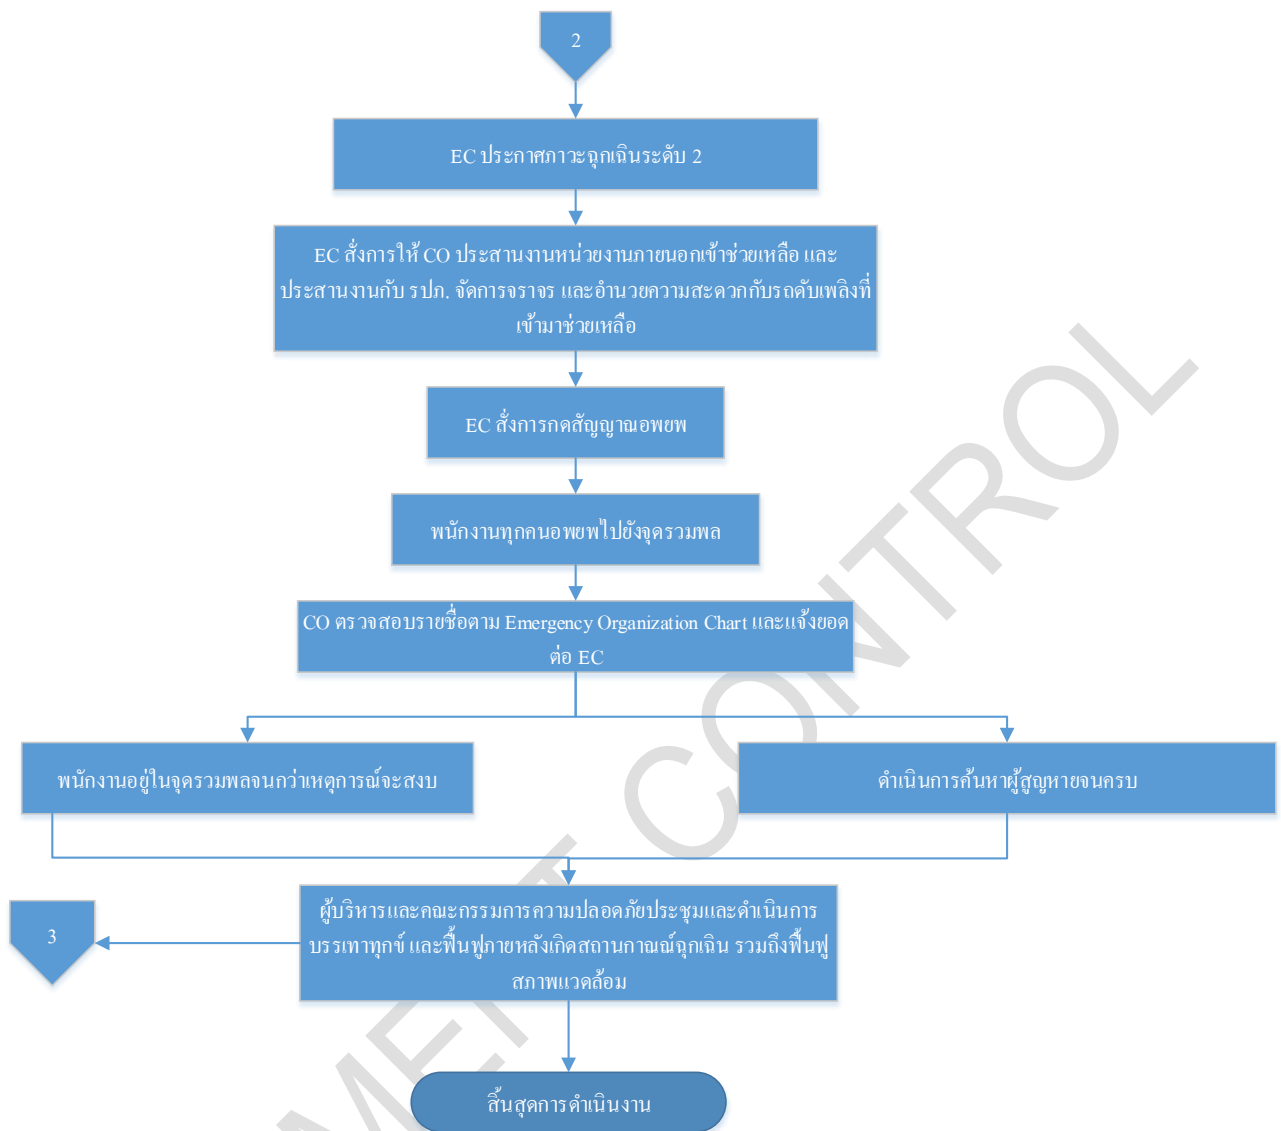 2
EC ประกาศภาวะฉุกเฉินระดับ 2
EC สั่งการให้ CO ประสานงานหน่วยงานภายนอกเข้าช่วยเหลือ และ
ประสานงานกับ รปภ. จัดการจราจร และอำนวยความสะดวกกับรถดับเพลิงที่
เข้ามาช่วยเหลือ
EC สั่งการกดสัญญาณอพยพ
พนักงานทุกคนอพยพไปยังจุดรวมพล
CO ตรวจสอบรายชื่อตาม Emergency Organization Chart และแจ้งยอด
ต่อ EC
พนักงานอยู่ในจุดรวมพลจนกว่าเหตุการณ์จะสงบ
ดำเนินการค้นหาผู้สูญหายจนครบ
ผู้บริหารและคณะกรรมการความปลอดภัยประชุมและดำเนินการ
บรรเทาทุกข์ และฟื้นฟูภายหลังเกิดสถานกาณณ์ฉุกเฉิน รวมถึงฟื้นฟู
สภาพแวดล้อม
3
สิ้นสุดการดำเนินงาน
MENT CONTROL